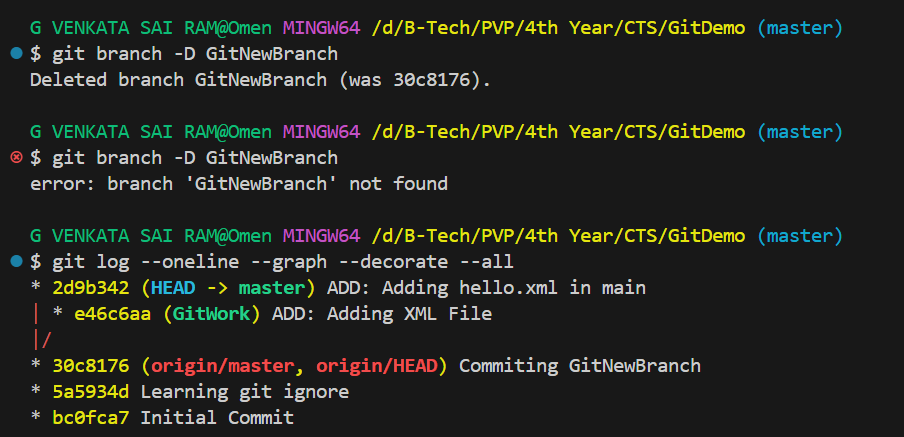 G VENKATA SAI RAM@Omen MINGW64 /d/B-Tech/PVP/4th Year/CTS/GitDemo (master)
$ git branch -D GitNewBranch
Deleted branch GitNewBranch (was 30c8176).
G VENKATA SAI RAM@Omen MINGW64 /d/B-Tech/PVP/4th Year/CTS/GitDemo (master)
$ git branch -D GitNewBranch
error: branch 'GitNewBranch' not found
G VENKATA SAI RAM@Omen MINGW64 /d/B-Tech/PVP/4th Year/CTS/GitDemo (master)
$ git log --oneline --graph --decorate --all
* 2d9b342 (HEAD -> master) ADD: Adding hello.xml in main
| * e46c6aa (GitWork) ADD: Adding XML File
|/
* 30c8176 (origin/master, origin/HEAD) Commiting GitNewBranch
* 5a5934d Learning git ignore
* bc0fca7 Initial Commit